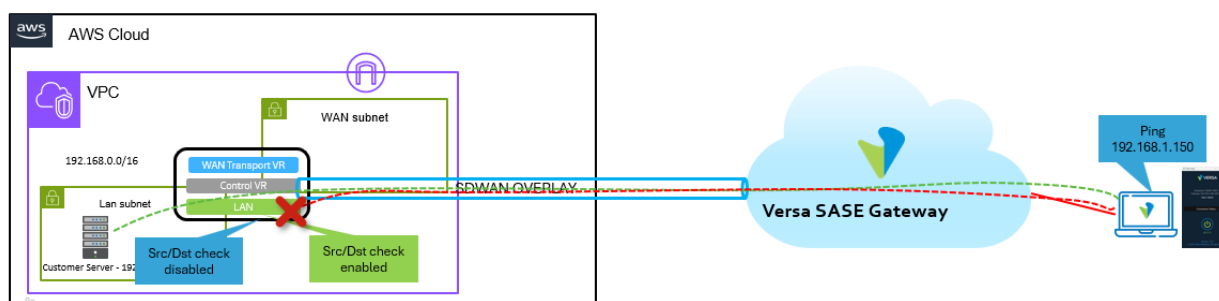 aws
AWS Cloud
VPC
WAN subnet
192.168.0.0/16
WAN Transport VR
Control VR
LAN
Lan subnet
SDWAN OVERLAY
Versa SASE Gateway
Ping
192.168.1.150
VERSA
Src/Dst check
disabled
Src/Dst check
enabled
Customer Server - 192